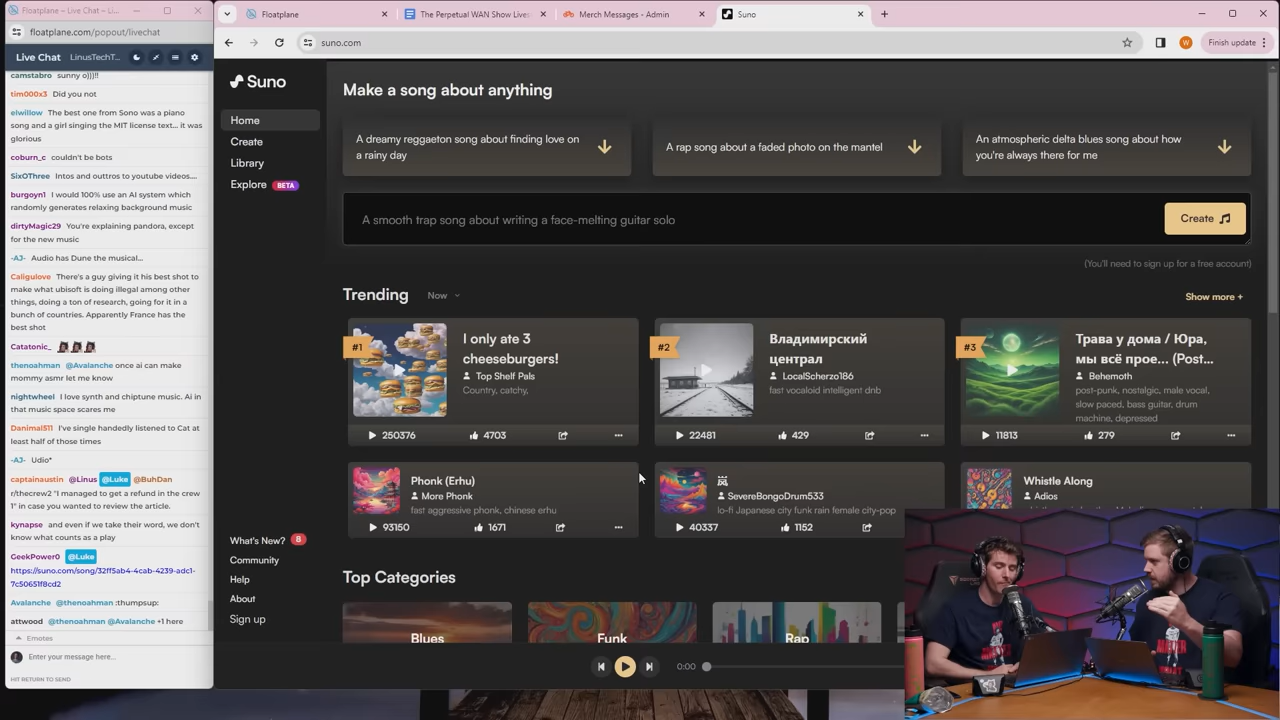 Floatplane – Live Chat – Li...
floatplane.com/popout/livechat
Live Chat LinusTechT...
camstabro sunny o)))!!
tim000x3 Did you not
elwillow The best one from Sono was a piano
song and a girl singing the MIT license text... it was
glorious
coburn_c couldn't be bots
SixOThree Intos and outtros to youtube videos....
burgoyn1 I would 100% use an AI system which
randomly generates relaxing background music
dirtyMagic29 You're explaining pandora, except
for the new music
-AJ- Audio has Dune the musical...
Caligulove There's a guy giving it his best shot to
make what ubisoft is doing illegal among other
things, doing a ton of research, going for it in a
bunch of countries. Apparently France has the
best shot
Catatonic_
thenoahman @Avalanche once ai can make
mommy asmr let me know
nightwheel I love synth and chiptune music. Ai in
that music space scares me
Danimal511 I've single handedly listened to Cat at
least half of those times
-AJ- Udio*
captainaustin @Linus @Luke @BuhDan
r/thecrew2 "I managed to get a refund in the crew
1" in case you wanted to review the article.
kynapse and even if we take their word, we don't
know what counts as a play
GeekPower0 @Luke
https://suno.com/song/32ff5ab4-4cab-4239-adc1-
7c50651f8cd2
Avalanche @thenoahman :thumpsup:
attwood @thenoahman @Avalanche +1 here
Emotes
Enter your message here...
HIT RETURN TO SEND
Floatplane
The Perpetual WAN Show Lives
Merch Messages - Admin
Suno
suno.com
W
Finish update
Suno
Home
Create
Library
Explore BETA
What's New? 8
Community
Help
About
Sign up
Make a song about anything
A dreamy reggaeton song about finding love on
a rainy day
A rap song about a faded photo on the mantel
An atmospheric delta blues song about how
you're always there for me
A smooth trap song about writing a face-melting guitar solo
Create
(You'll need to sign up for a free account)
Trending Now
Show more +
#1
I only ate 3
cheeseburgers!
Top Shelf Pals
Country, catchy,
250376 4703
#2
Владимирский
централ
LocalScherzo186
fast vocaloid intelligent dnb
22481 429
#3
Трава у дома / Юра,
мы всё прое... (Post...
Behemoth
post-punk, nostalgic, male vocal,
slow paced, bass guitar, drum
machine, depressed
11813 279
Phonk (Erhu)
More Phonk
fast aggressive phonk, chinese erhu
93150 1671
SevereBongoDrum533
lo-fi Japanese city funk rain female city-pop
40337 1152
Whistle Along
Adios
Top Categories
Blues
Funk
Rap
0:00